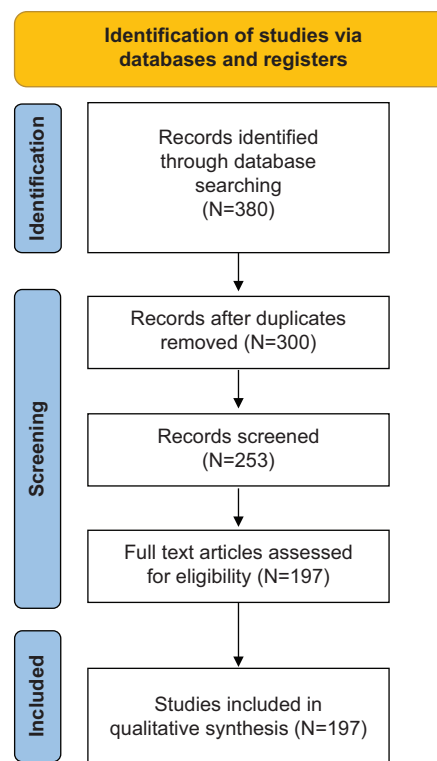 Identification of studies via
databases and registers
Identification
Records identified
through database
searching
(N=380)
Screening
Records after duplicates
removed (N=300)
Records screened
(N=253)
Full text articles assessed
for eligibility (N=197)
Included
Studies included in
qualitative synthesis (N=197)